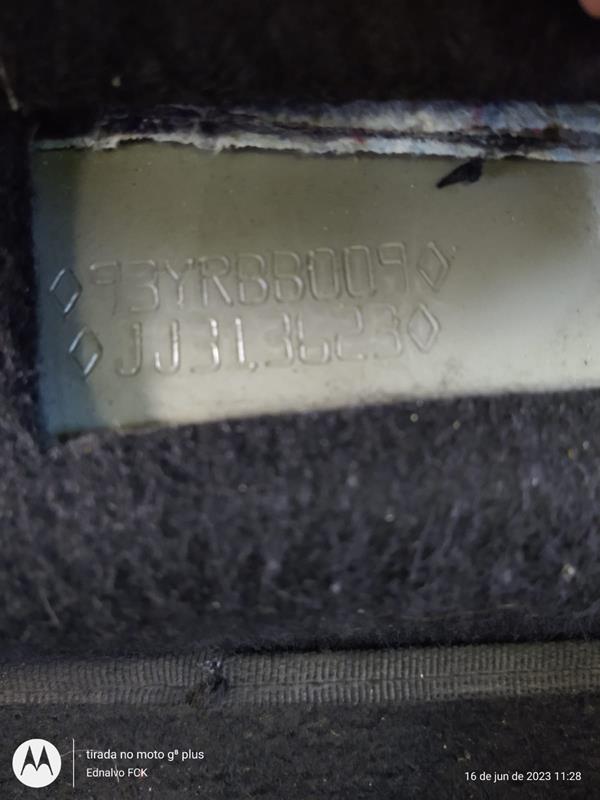 ◊93YRBB009◊
◊JJ313623◊
tirada no moto g⁸ plus
Ednalvo FCK
16 de jun de 2023 11:28